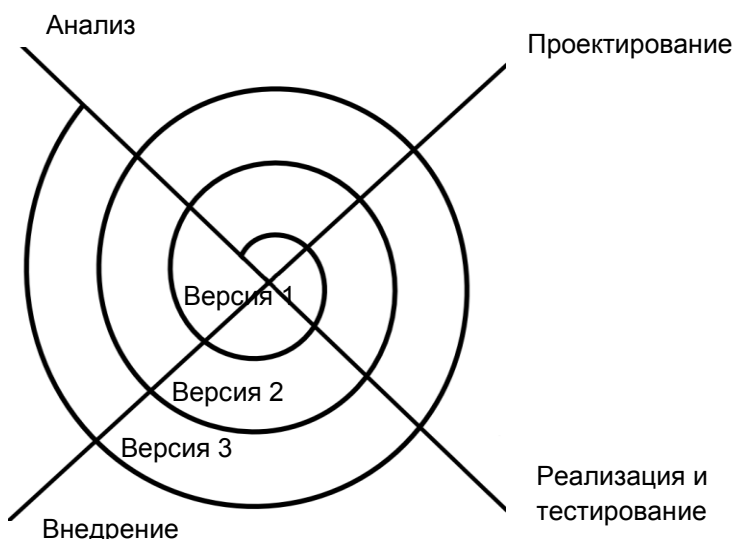 Анализ
Проектирование
Версия 1
Версия 2
Версия 3
Реализация и
тестирование
Внедрение